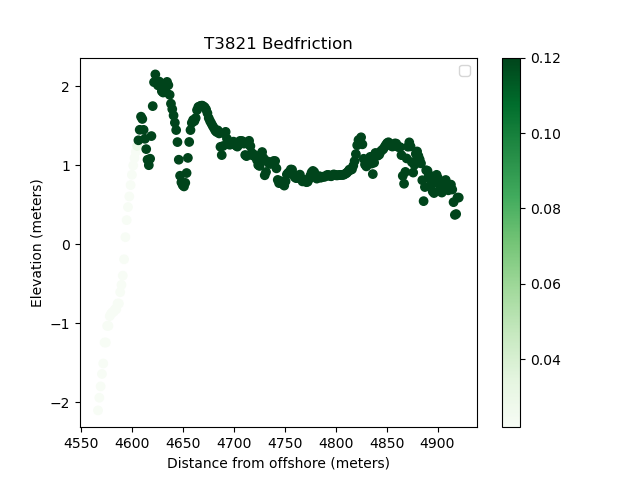 T3821 Bedfriction
Elevation (meters)
2
1
0
−1
−2
4550 4600 4650 4700 4750 4800 4850 4900
Distance from offshore (meters)
0.12
0.10
0.08
0.06
0.04